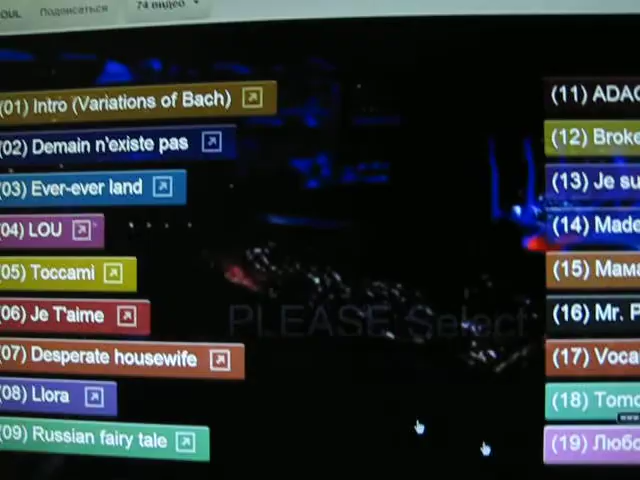 OUL Подписаться 74 видео
(01) Intro (Variations of Bach)
(02) Demain n'existe pas
(03) Ever-ever land
(04) LOU
(05) Toccami
(06) Je T'aime
(07) Desperate housewife
(08) Llora
(09) Russian fairy tale
PLEASE Select
(11) ADAG
(12) Broke
(13) Je su
(14) Made
(15) Мама
(16) Mr. P
(17) Voca
(18) Tomo
(19) Любо